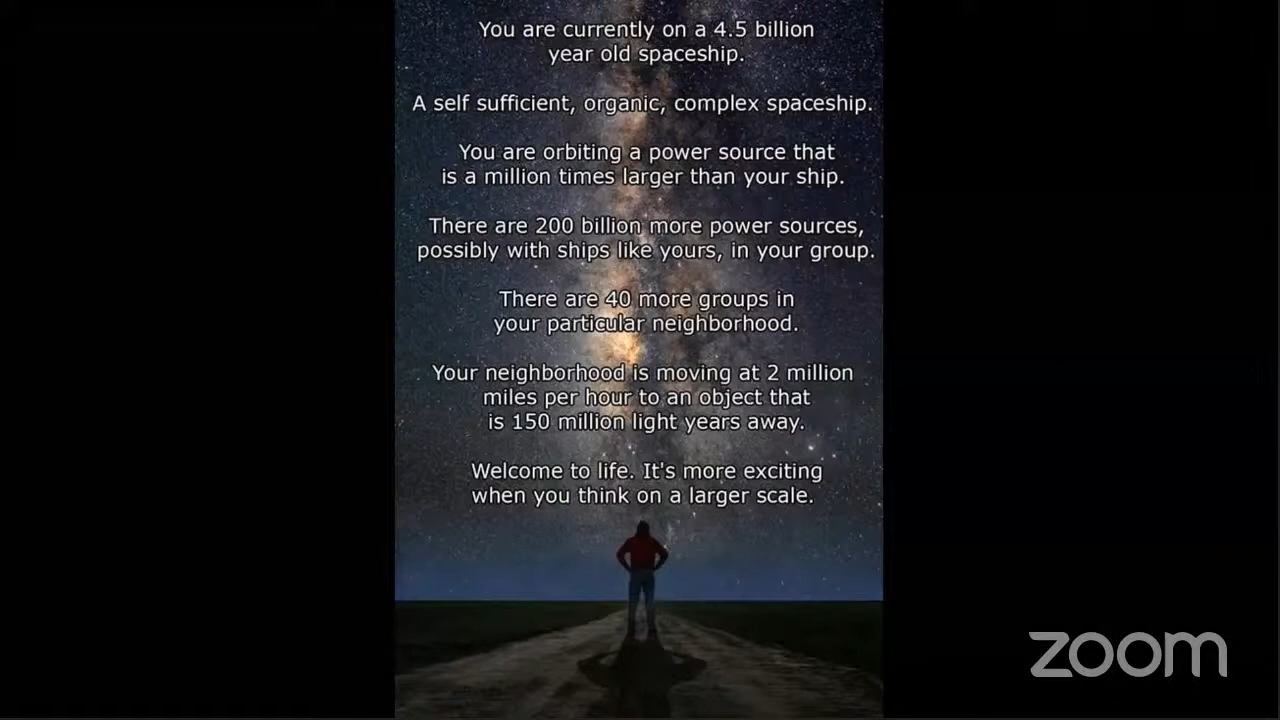 You are currently on a 4.5 billion
year old spaceship.
A self sufficient, organic, complex spaceship.
You are orbiting a power source that
is a million times larger than your ship.
There are 200 billion more power sources,
possibly with ships like yours, in your group.
There are 40 more groups in
your particular neighborhood.
Your neighborhood is moving at 2 million
miles per hour to an object that
is 150 million light years away.
Welcome to life. It's more exciting
when you think on a larger scale.
zoom